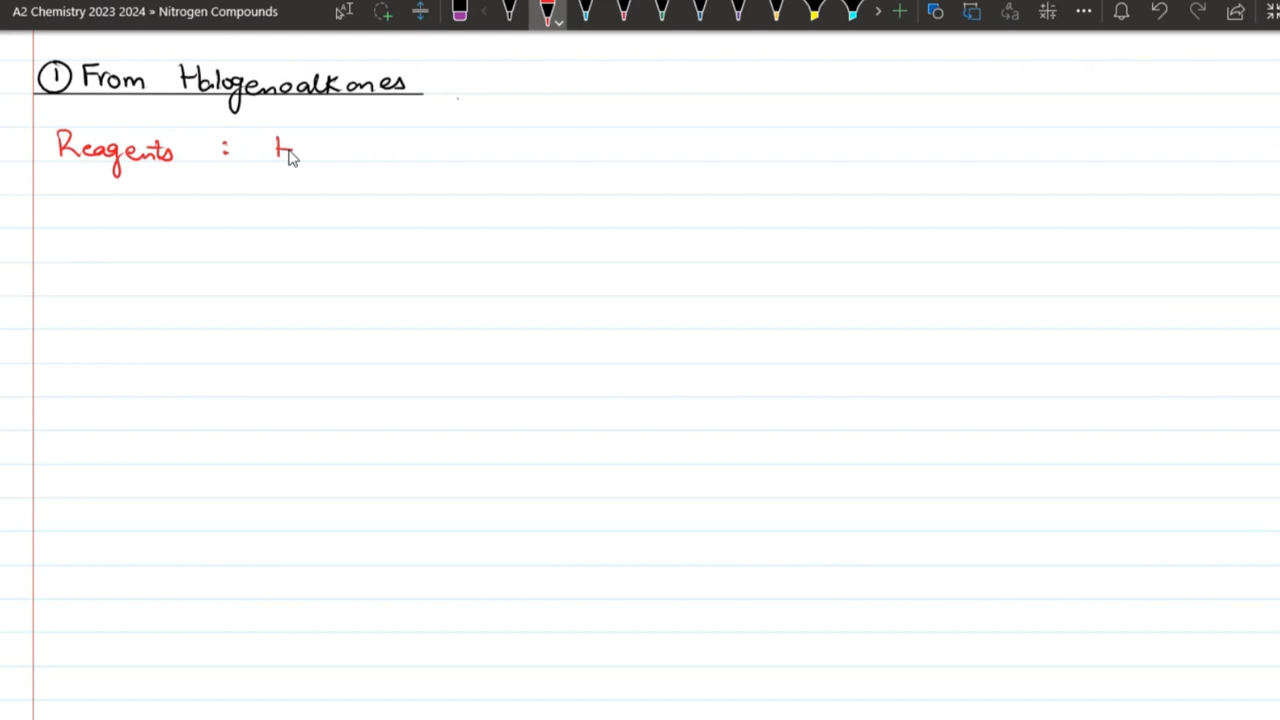 A2 Chemistry 2023 2024 » Nitrogen Compounds
① From Halogenoalkanes
Reagents :